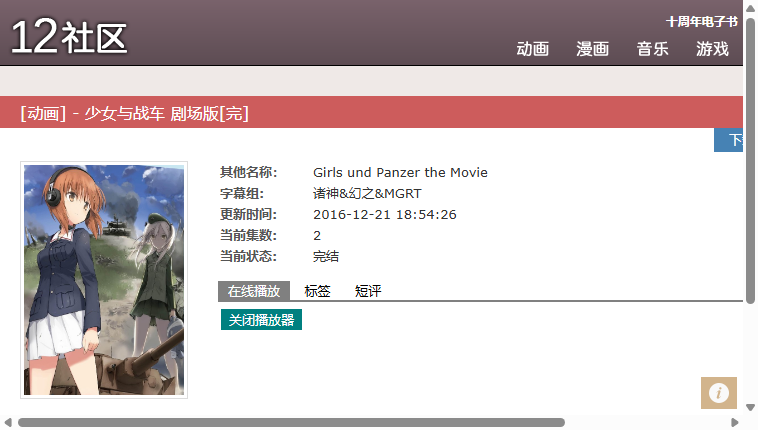 12社区
十周年电子书
动画 漫画 音乐 游戏
[动画] - 少女与战车 剧场版[完]
下
其他名称: Girls und Panzer the Movie
字幕组: 诸神&幻之&MGRT
更新时间: 2016-12-21 18:54:26
当前集数: 2
当前状态: 完结
在线播放 标签 短评
关闭播放器